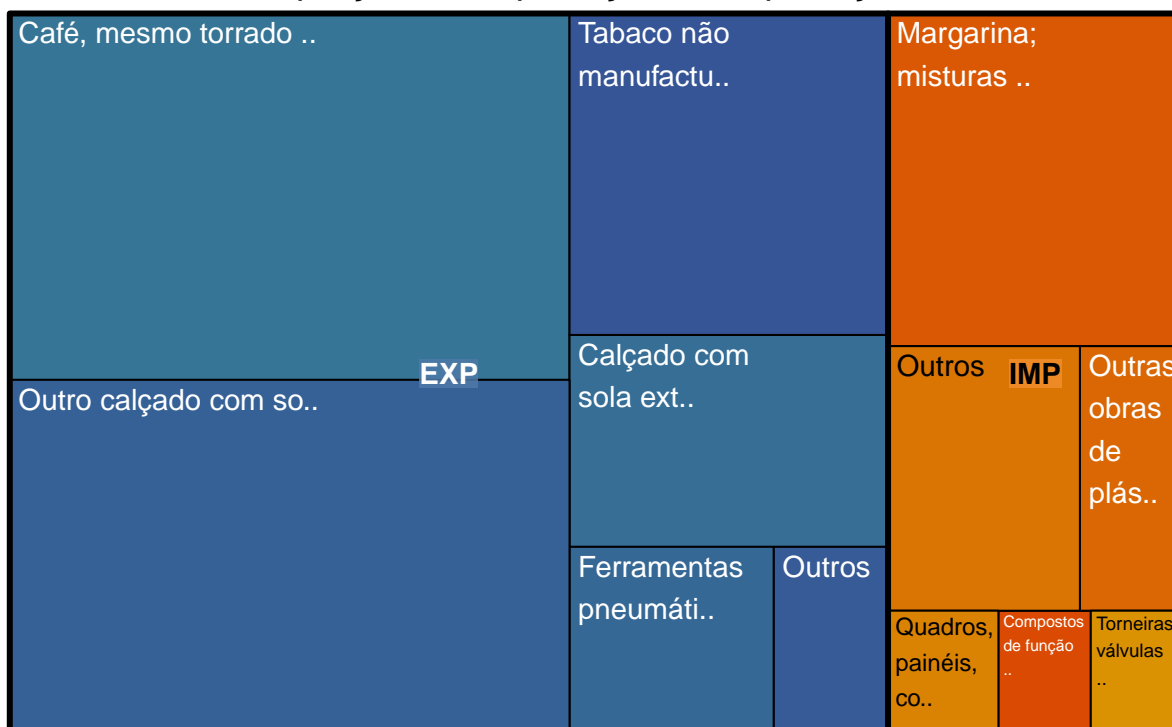 Café, mesmo torrado ..
Outro calçado com so..
EXP
Tabaco não
manufactu..
Calçado com
sola ext..
Ferramentas
pneumáti..
Outros
Margarina;
misturas ..
Outros
IMP
Outras
obras
de
plás..
Quadros,
painéis,
co..
Compostos
de função
..
Torneiras
válvulas
..